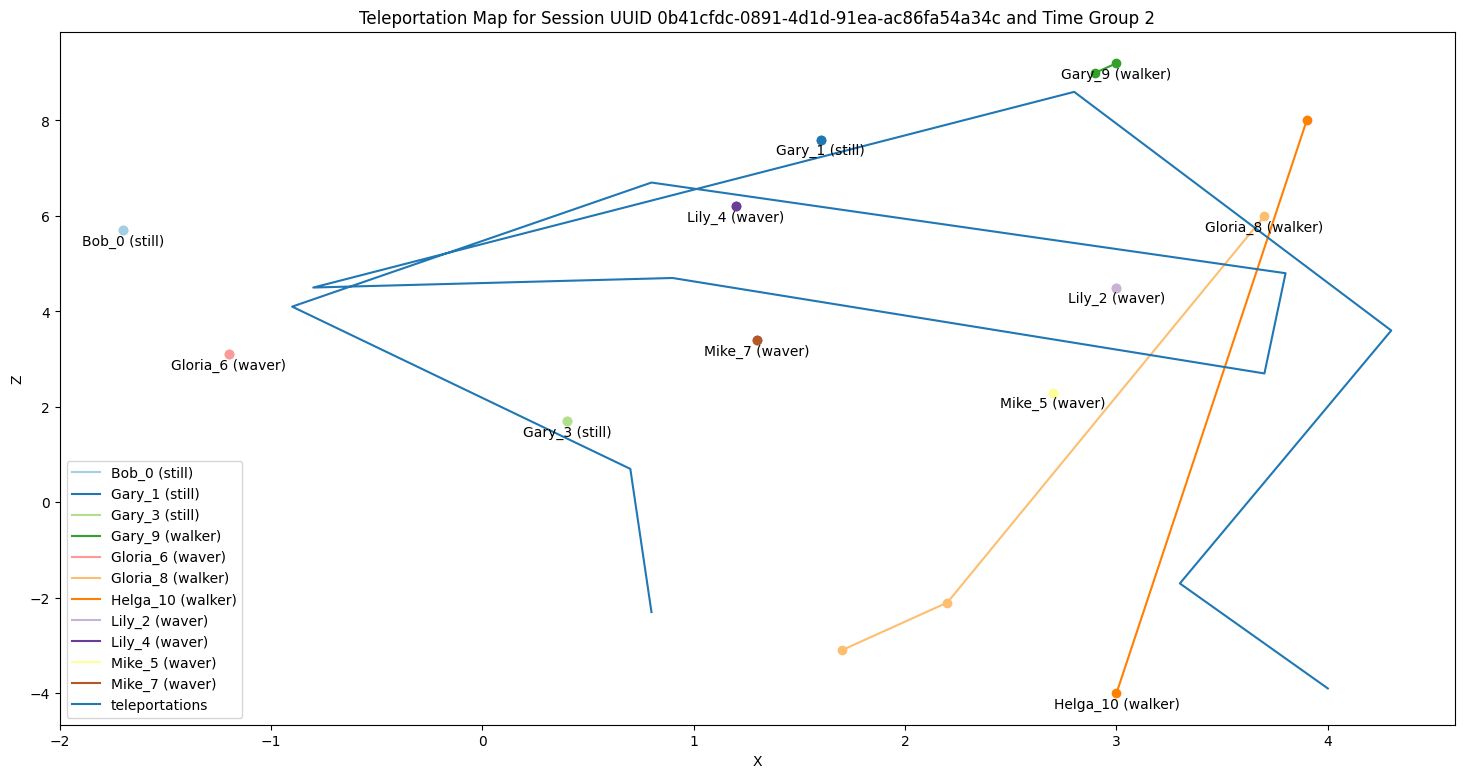 Teleportation Map for Session UUID 0b41cfdc-0891-4d1d-91ea-ac86fa54a34c and Time Group 2
Gary_9 (walker)
Gary_1 (still)
Lily_4 (waver)
Gloria_8 (walker)
Bob_0 (still)
Lily_2 (waver)
Mike_7 (waver)
Gloria_6 (waver)
Mike_5 (waver)
Gary_3 (still)
Helga_10 (walker)
Bob_0 (still)
Gary_1 (still)
Gary_3 (still)
Gary_9 (walker)
Gloria_6 (waver)
Gloria_8 (walker)
Helga_10 (walker)
Lily_2 (waver)
Lily_4 (waver)
Mike_5 (waver)
Mike_7 (waver)
teleportations
8
6
4
2
0
−2
−4
Z
−2 −1 0 1 2 3 4
X